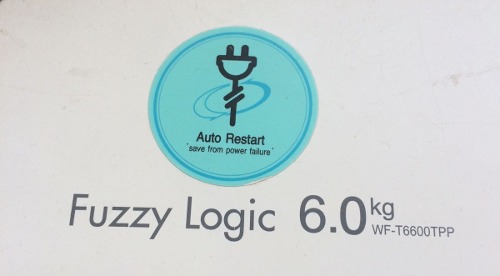 Auto Restart
'save from power failure'
Fuzzy Logic 6.0kg
WF-T6600TPP